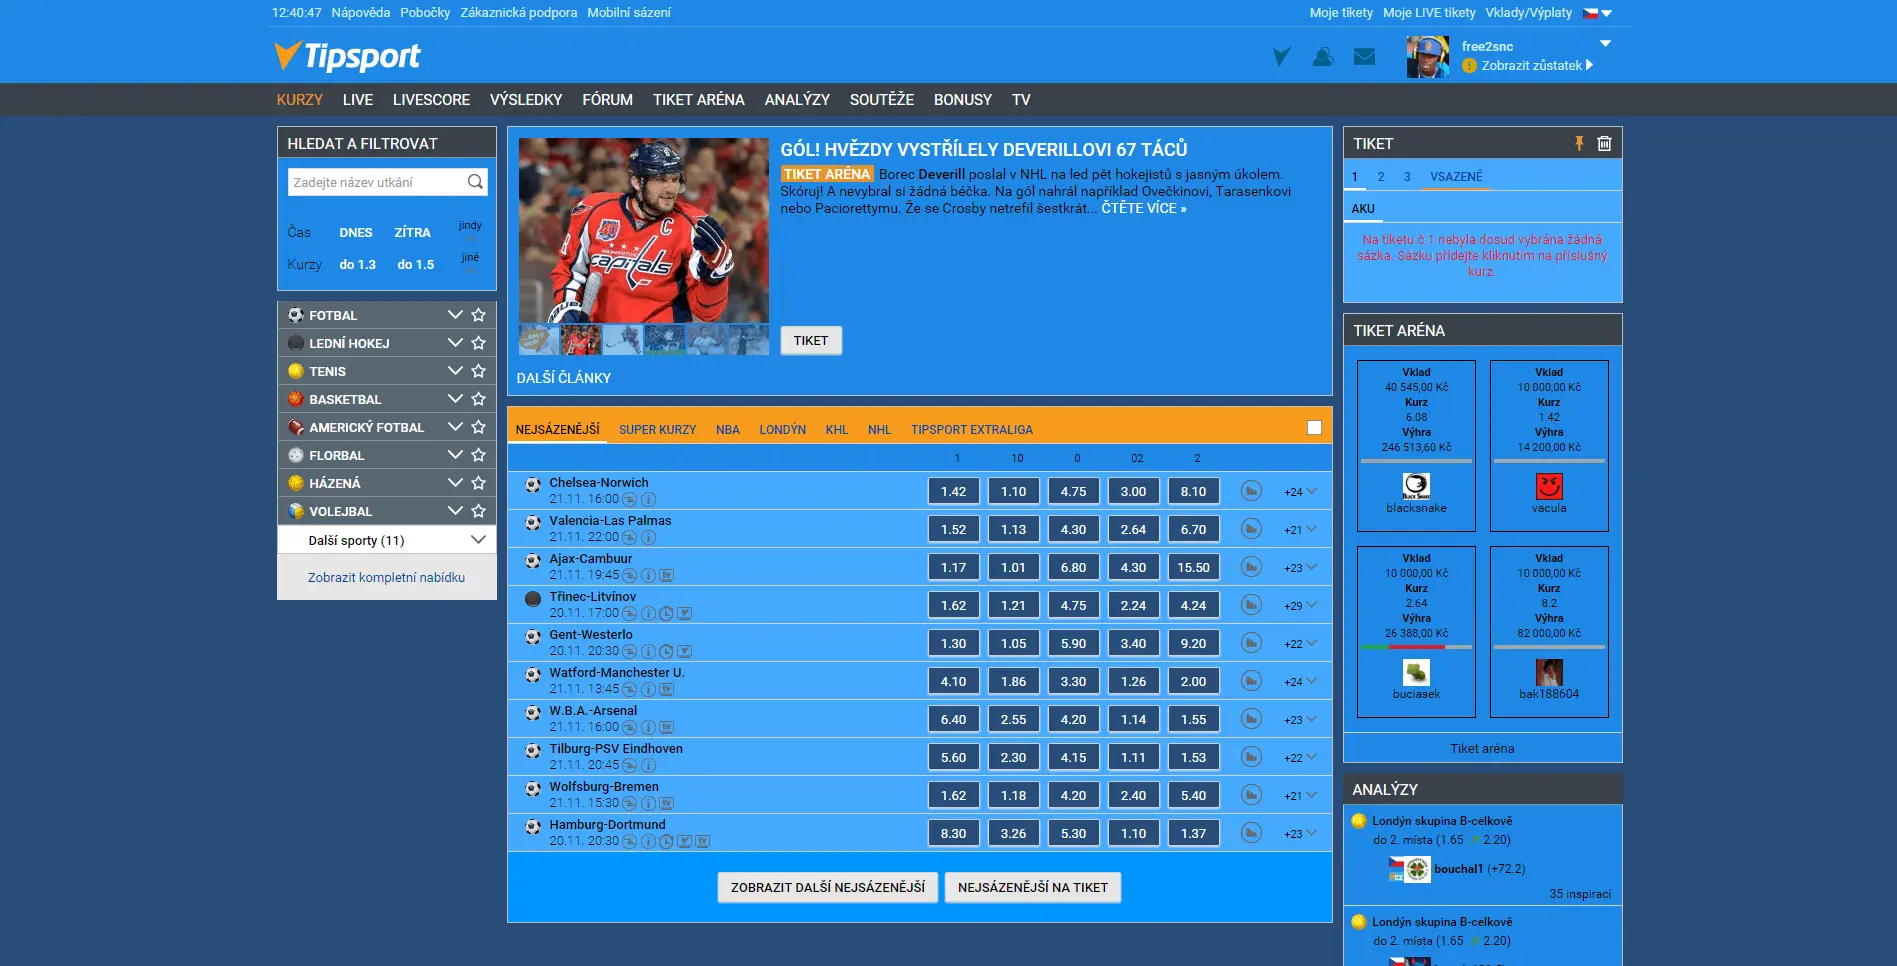 12:40:47 Nápověda Pobočky Zákaznická podpora Mobilní sázení
Moje tikety Moje LIVE tikety Vklady/Výplaty
Tipsport
free2snc
Zobrazit zůstatek
KURZY LIVE LIVESCORE VÝSLEDKY FÓRUM TIKET ARÉNA ANALÝZY SOUTĚŽE BONUSY TV
HLEDAT A FILTROVAT
Zadejte název utkání
Čas DNES ZÍTRA jindy
Kurzy do 1.3 do 1.5 jiné
FOTBAL
LEDNÍ HOKEJ
TENIS
BASKETBAL
AMERICKÝ FOTBAL
FLORBAL
HÁZENÁ
VOLEJBAL
Další sporty (11)
Zobrazit kompletní nabídku
capitals
C
GÓL! HVĚZDY VYSTŘÍLELY DEVERILLOVI 67 TÁCŮ
TIKET ARÉNA Borec Deverill poslal v NHL na led pět hokejistů s jasným úkolem.
Skóruj! A nevybral si žádná béčka. Na gól nahrál například Ovečkinovi, Tarasenkovi
nebo Paciorettymu. Že se Crosby netrefil šestkrát... ČTĚTE VÍCE »
TIKET
DALŠÍ ČLÁNKY
NEJSÁZENĚJŠÍ SUPER KURZY NBA LONDÝN KHL NHL TIPSPORT EXTRALIGA
1 10 0 02 2
Chelsea-Norwich
21.11. 16:00
1.42 1.10 4.75 3.00 8.10 +24
Valencia-Las Palmas
21.11. 22:00
1.52 1.13 4.30 2.64 6.70 +21
Ajax-Cambuur
21.11. 19:45 tv
1.17 1.01 6.80 4.30 15.50 +23
Třinec-Litvínov
20.11. 17:00
1.62 1.21 4.75 2.24 4.24 +29
Gent-Westerlo
20.11. 20:30
1.30 1.05 5.90 3.40 9.20 +22
Watford-Manchester U.
21.11. 13:45 tv
4.10 1.86 3.30 1.26 2.00 +24
W.B.A.-Arsenal
21.11. 16:00 tv
6.40 2.55 4.20 1.14 1.55 +23
Tilburg-PSV Eindhoven
21.11. 20:45
5.60 2.30 4.15 1.11 1.53 +22
Wolfsburg-Bremen
21.11. 15:30 tv
1.62 1.18 4.20 2.40 5.40 +21
Hamburg-Dortmund
20.11. 20:30 tv
8.30 3.26 5.30 1.10 1.37 +23
ZOBRAZIT DALŠÍ NEJSÁZENĚJŠÍ NEJSÁZENĚJŠÍ NA TIKET
TIKET
1 2 3 VSAZENÉ
AKU
Na tiketu č.1 nebyla dosud vybrána žádná
sázka. Sázku přidejte kliknutím na příslušný
kurz.
TIKET ARÉNA
Vklad
40 545,00 Kč
Kurz
6.08
Výhra
246 513,60 Kč
BLACK SNAKE
blacksnake
Vklad
10 000,00 Kč
Kurz
1.42
Výhra
14 200,00 Kč
vacula
Vklad
10 000,00 Kč
Kurz
2.64
Výhra
26 388,00 Kč
buciasek
Vklad
10 000,00 Kč
Kurz
8.2
Výhra
82 000,00 Kč
bak188604
Tiket aréna
ANALÝZY
Londýn skupina B-celkově
do 2. místa (1.65 2.20)
CZ
bouchal1 (+72.2)
35 inspirací
Londýn skupina B-celkově
do 2. místa (1.65 2.20)